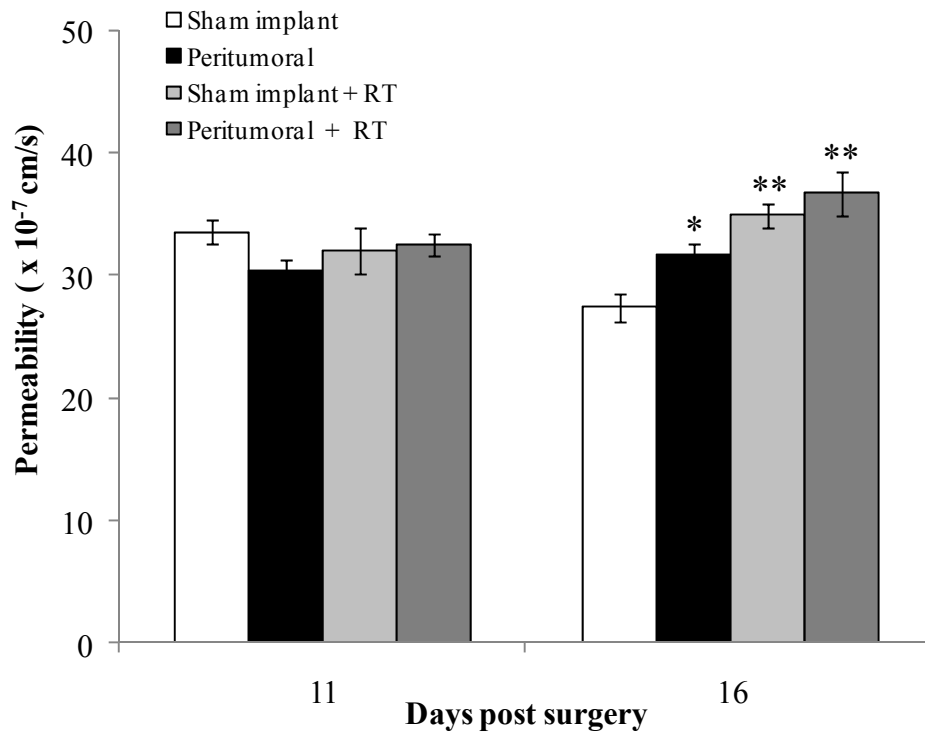 Sham implant
Peritumoral
Sham implant + RT
Peritumoral + RT
Permeability ( x 10⁻⁷ cm/s)
50
40
30
20
10
0
*
**
**
11
16
Days post surgery